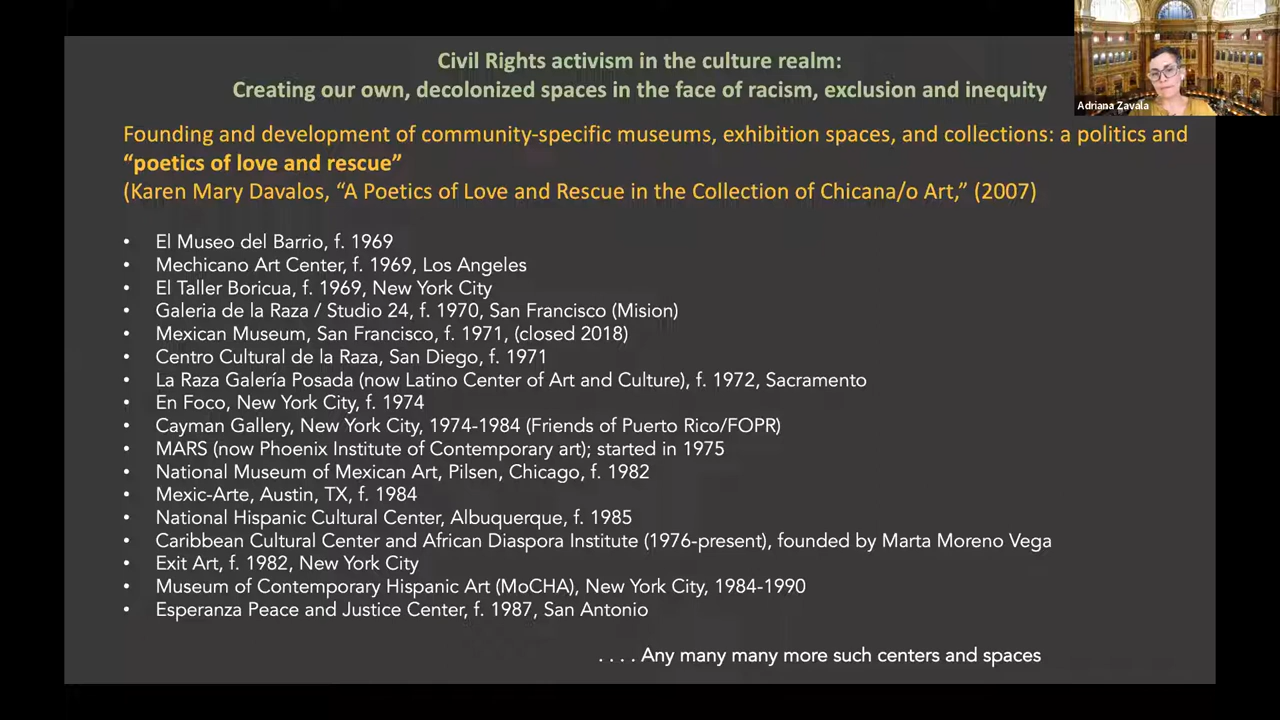 Civil Rights activism in the culture realm:
Creating our own, decolonized spaces in the face of racism, exclusion and inequity
Adriana Zavala
Founding and development of community-specific museums, exhibition spaces, and collections: a politics and
“poetics of love and rescue”
(Karen Mary Davalos, “A Poetics of Love and Rescue in the Collection of Chicana/o Art,” (2007)
• El Museo del Barrio, f. 1969
• Mechicano Art Center, f. 1969, Los Angeles
• El Taller Boricua, f. 1969, New York City
• Galeria de la Raza / Studio 24, f. 1970, San Francisco (Mision)
• Mexican Museum, San Francisco, f. 1971, (closed 2018)
• Centro Cultural de la Raza, San Diego, f. 1971
• La Raza Galería Posada (now Latino Center of Art and Culture), f. 1972, Sacramento
• En Foco, New York City, f. 1974
• Cayman Gallery, New York City, 1974-1984 (Friends of Puerto Rico/FOPR)
• MARS (now Phoenix Institute of Contemporary art); started in 1975
• National Museum of Mexican Art, Pilsen, Chicago, f. 1982
• Mexic-Arte, Austin, TX, f. 1984
• National Hispanic Cultural Center, Albuquerque, f. 1985
• Caribbean Cultural Center and African Diaspora Institute (1976-present), founded by Marta Moreno Vega
• Exit Art, f. 1982, New York City
• Museum of Contemporary Hispanic Art (MoCHA), New York City, 1984-1990
• Esperanza Peace and Justice Center, f. 1987, San Antonio
. . . . Any many many more such centers and spaces